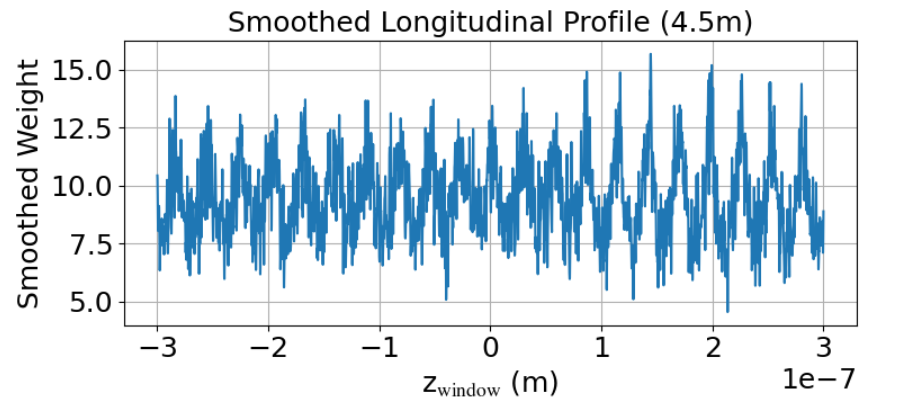 Smoothed Longitudinal Profile (4.5m)
Smoothed Weight
15.0
12.5
10.0
7.5
5.0
−3 −2 −1 0 1 2 3
1e−7
z_window (m)